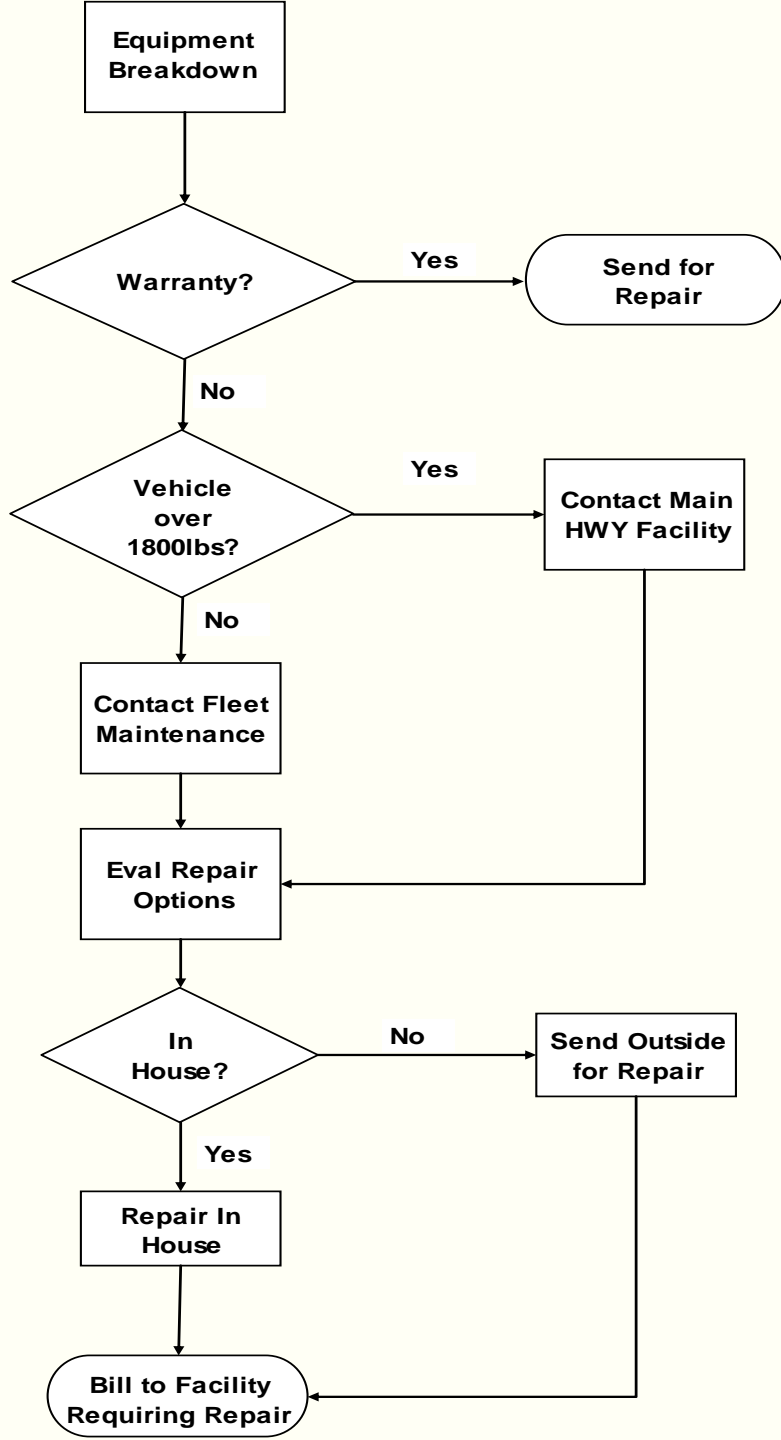 Equipment
Breakdown
Warranty?
Yes
Send for
Repair
No
Vehicle
over
1800lbs?
Yes
Contact Main
HWY Facility
No
Contact Fleet
Maintenance
Eval Repair
Options
In
House?
No
Send Outside
for Repair
Yes
Repair In
House
Bill to Facility
Requiring Repair